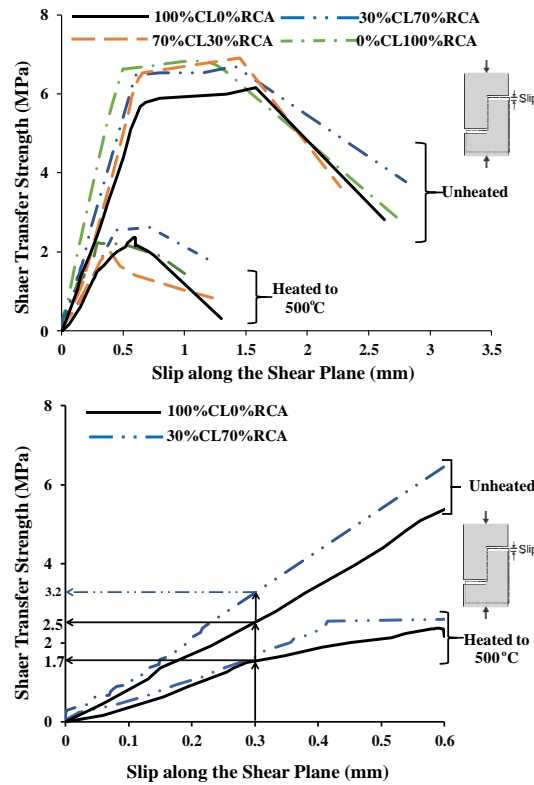 100%CL0%RCA
30%CL70%RCA
70%CL30%RCA
0%CL100%RCA
Shaer Transfer Strength (MPa)
8
6
4
2
0
Slip
Unheated
Heated to
500°C
0 0.5 1 1.5 2 2.5 3 3.5
Slip along the Shear Plane (mm)
100%CL0%RCA
30%CL70%RCA
Shaer Transfer Strength (MPa)
8
6
4
3.2
2.5
2
1.7
0
Unheated
Slip
Heated to
500°C
0 0.1 0.2 0.3 0.4 0.5 0.6
Slip along the Shear Plane (mm)